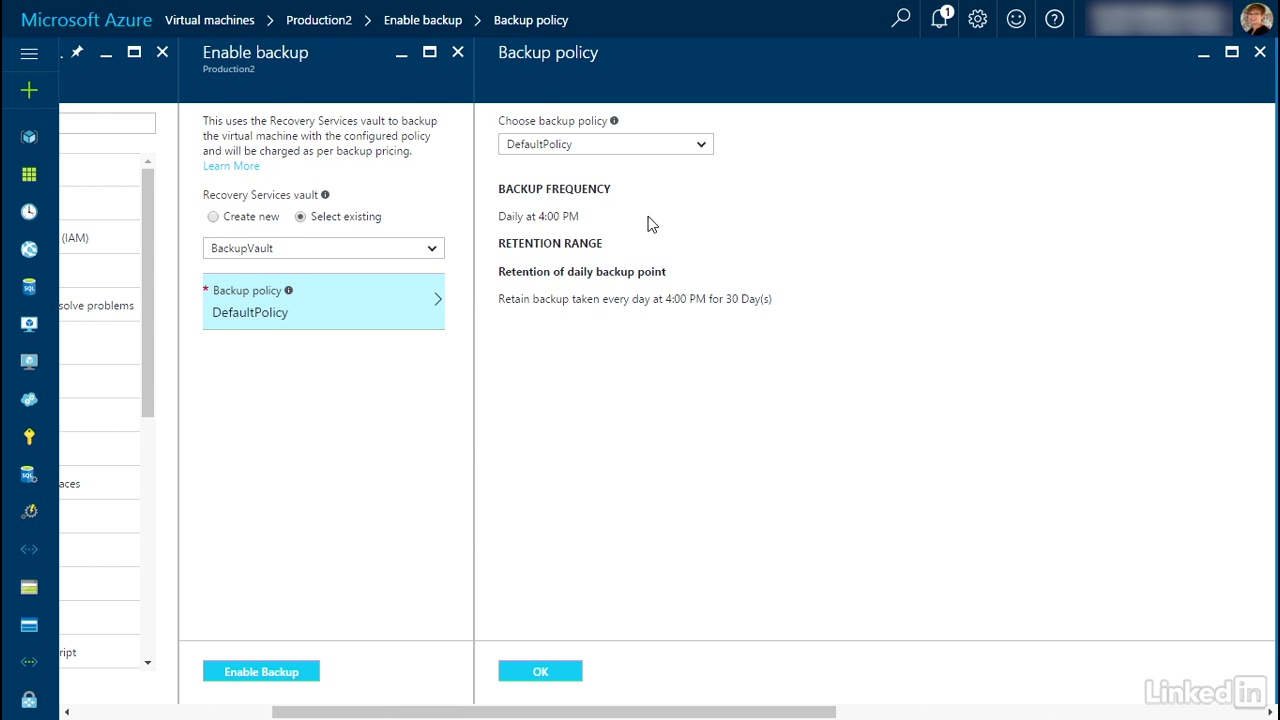 Microsoft Azure Virtual machines > Production2 > Enable backup > Backup policy
1
Enable backup
Production2
Backup policy
This uses the Recovery Services vault to backup
the virtual machine with the configured policy
and will be charged as per backup pricing.
Learn More
Recovery Services vault
Create new Select existing
BackupVault
* Backup policy
DefaultPolicy
Choose backup policy
DefaultPolicy
BACKUP FREQUENCY
Daily at 4:00 PM
RETENTION RANGE
Retention of daily backup point
Retain backup taken every day at 4:00 PM for 30 Day(s)
(IAM)
solve problems
aces
ript
SQL
SQL
Enable Backup
OK
LinkedIn